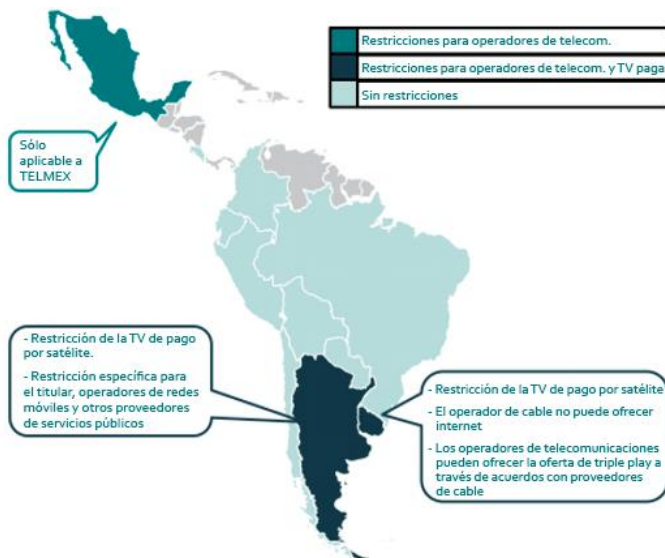 Restricciones para operadores de telecom.
Restricciones para operadores de telecom. y TV paga
Sin restricciones
Sólo
aplicable a
TELMEX
- Restricción de la TV de pago
por satélite.
- Restricción específica para
el titular, operadores de redes
móviles y otros proveedores
de servicios públicos
- Restricción de la TV de pago por satélite
- El operador de cable no puede ofrecer
internet
- Los operadores de telecomunicaciones
pueden ofrecer la oferta de triple play a
través de acuerdos con proveedores
de cable